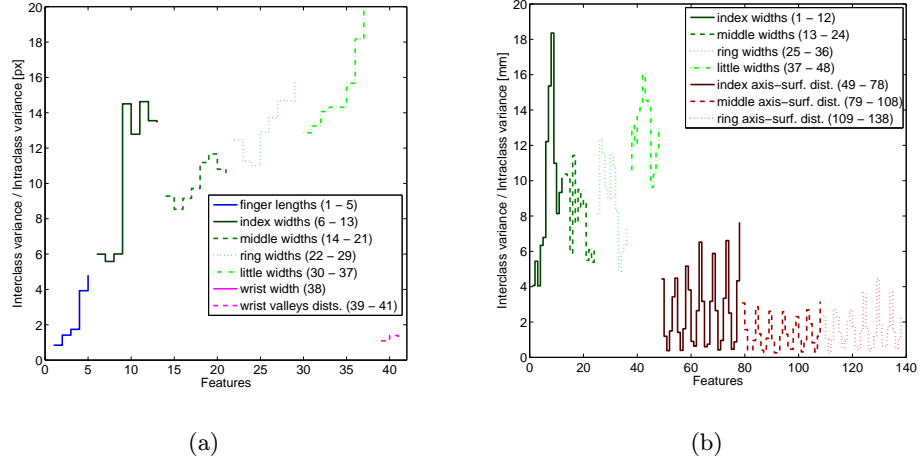 20
18
16
14
12
10
8
6
4
2
0
0 5 10 15 20 25 30 35 40
Features
Interclass variance / Intraclass variance [px]
finger lengths (1 − 5)
index widths (6 − 13)
middle widths (14 − 21)
ring widths (22 − 29)
little widths (30 − 37)
wrist width (38)
wrist valleys dists. (39 − 41)
(a)
20
18
16
14
12
10
8
6
4
2
0
0 20 40 60 80 100 120 140
Features
Interclass variance / Intraclass variance [mm]
index widths (1 − 12)
middle widths (13 − 24)
ring widths (25 − 36)
little widths (37 − 48)
index axis−surf. dist. (49 − 78)
middle axis−surf. dist. (79 − 108)
ring axis−surf. dist. (109 − 138)
(b)